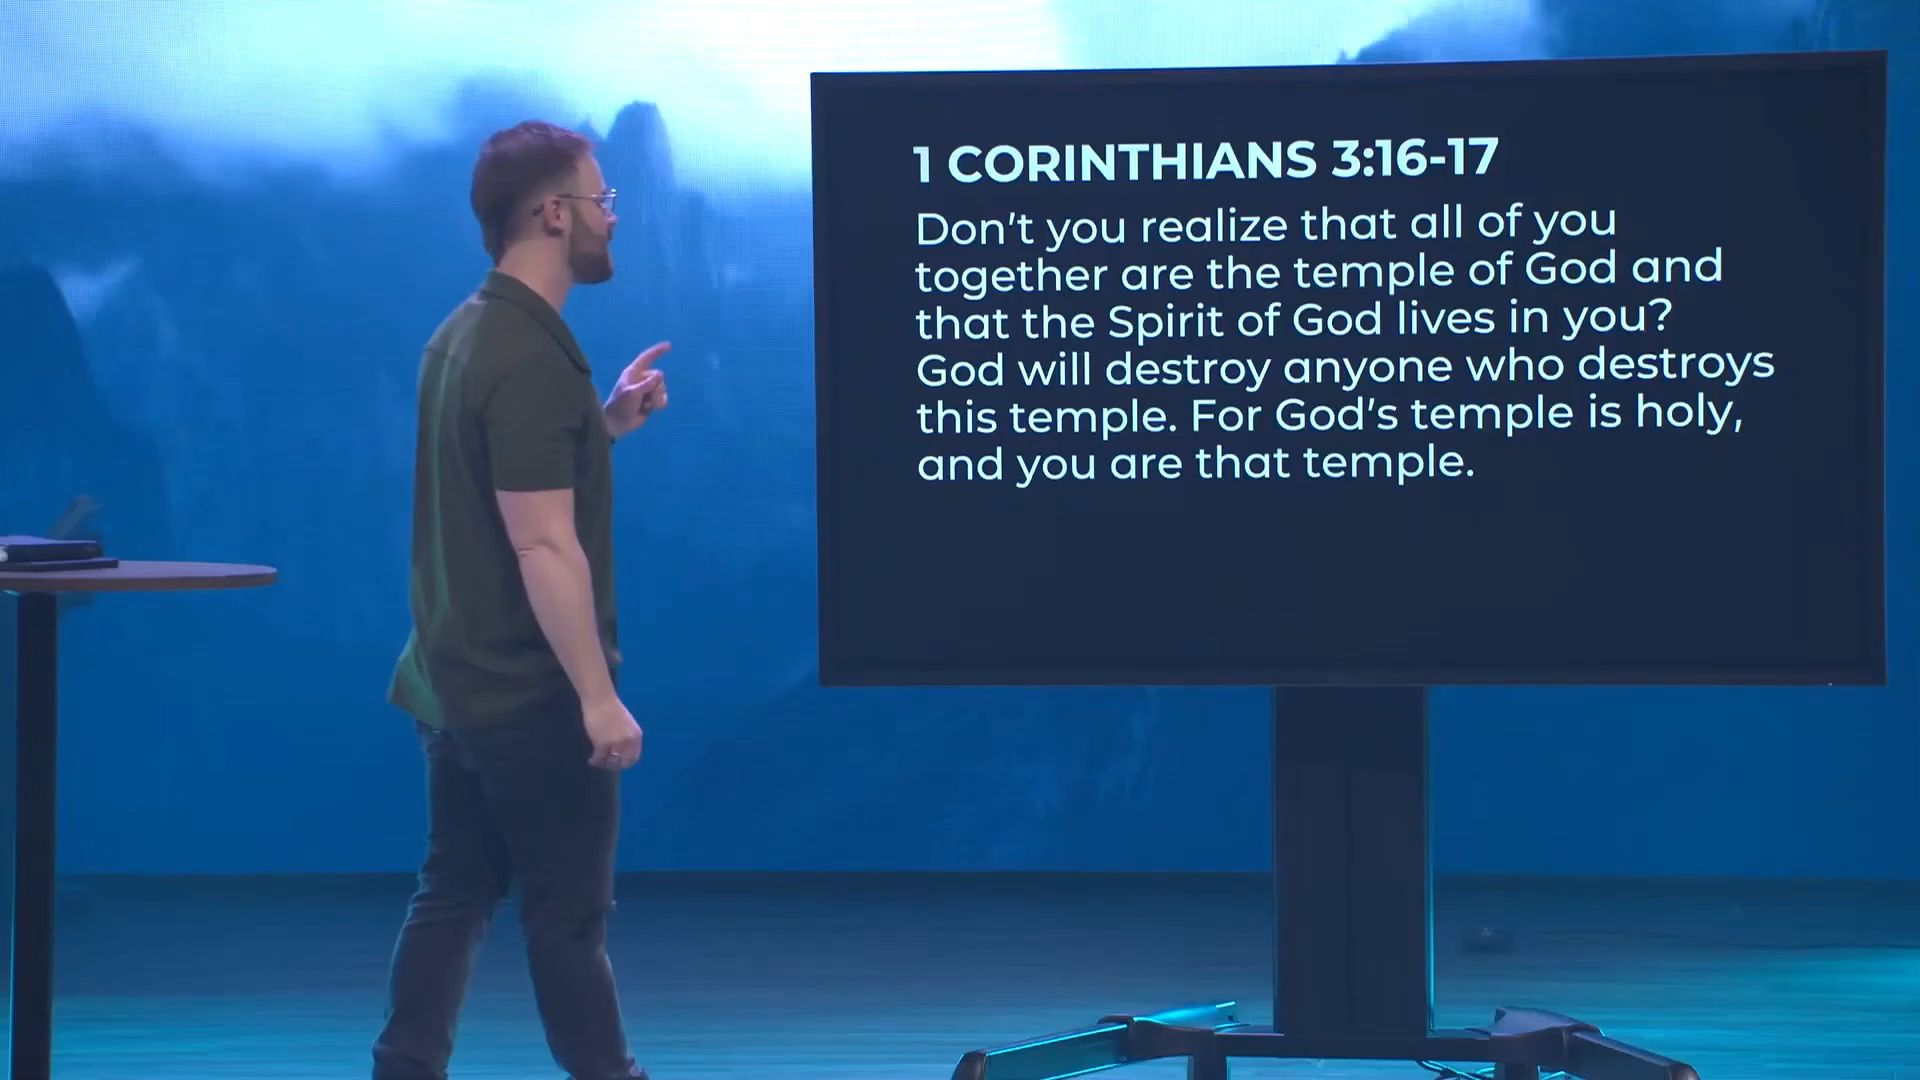 1 CORINTHIANS 3:16-17
Don't you realize that all of you
together are the temple of God and
that the Spirit of God lives in you?
God will destroy anyone who destroys
this temple. For God's temple is holy,
and you are that temple.